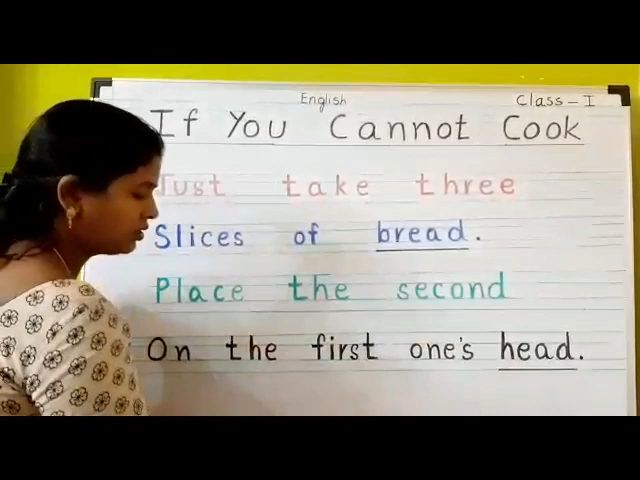 English
Class - I
If You Cannot Cook
Just take three
Slices of bread.
Place the second
On the first one's head.